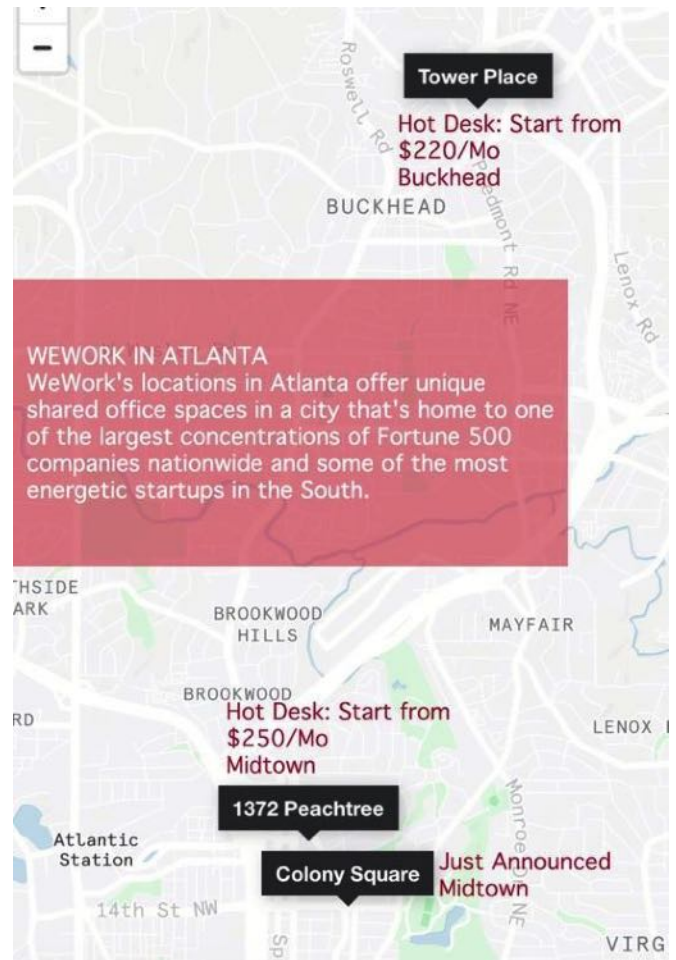 Tower Place
Roswell Rd
Hot Desk: Start from
$220/Mo
Buckhead
Piedmont Rd NE
BUCKHEAD
Lenox Rd
WEWORK IN ATLANTA
WeWork's locations in Atlanta offer unique
shared office spaces in a city that's home to one
of the largest concentrations of Fortune 500
companies nationwide and some of the most
energetic startups in the South.
THSIDE
ARK
BROOKWOOD
HILLS
MAYFAIR
BROOKWOOD
RD
Hot Desk: Start from
$250/Mo
Midtown
LENOX
1372 Peachtree
Monroe Dr NE
Atlantic
Station
Colony Square
Just Announced
Midtown
14th St NW
Sp
VIRG